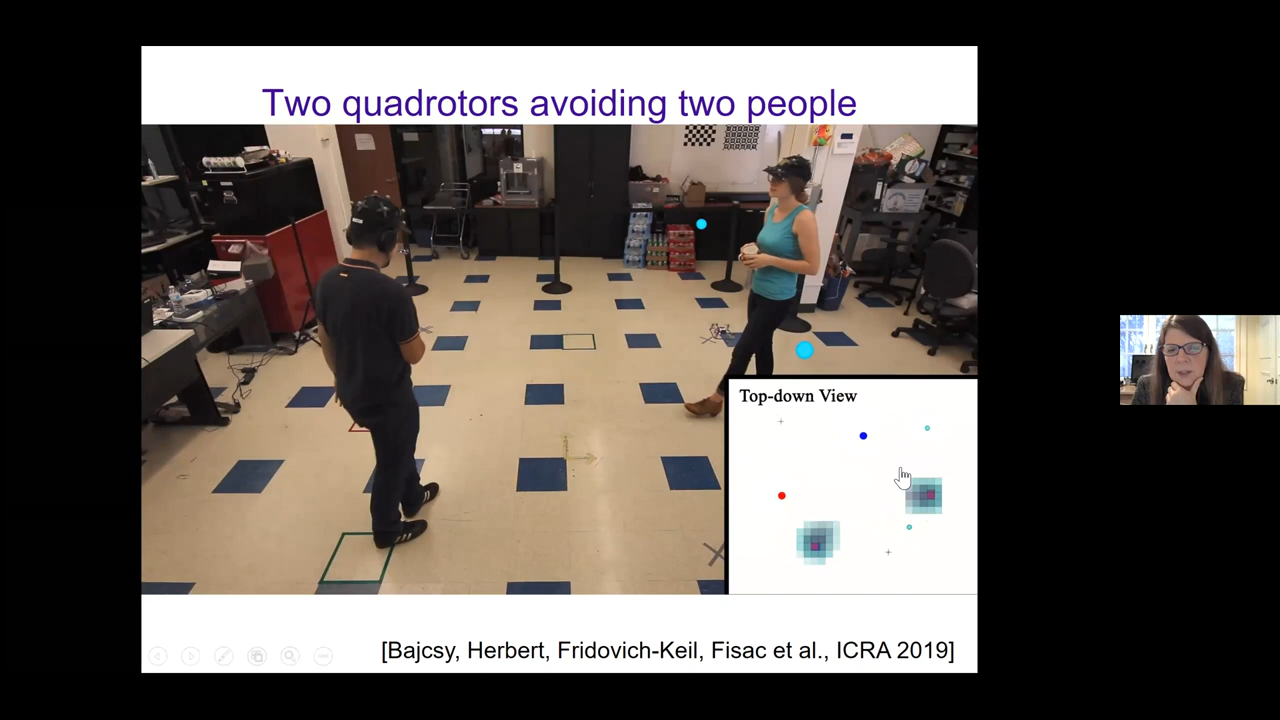 Two quadrotors avoiding two people
Top-down View
[Bajcsy, Herbert, Fridovich-Keil, Fisac et al., ICRA 2019]